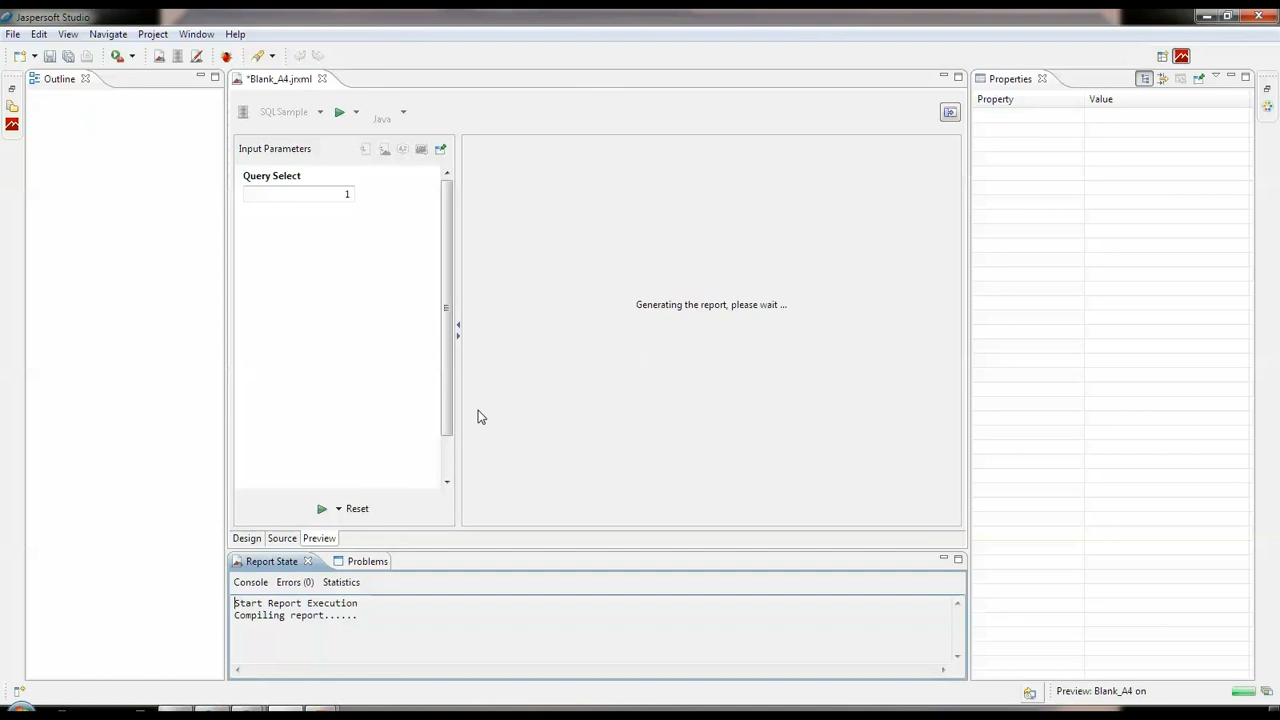 Jaspersoft Studio
File Edit View Navigate Project Window Help
Outline
*Blank_A4.jrxml
Properties
SQLSample
Java
Property Value
Input Parameters
Query Select
1
Generating the report, please wait ...
Reset
Design Source Preview
Report State Problems
Console Errors (0) Statistics
Start Report Execution
Compiling report......
Preview: Blank_A4 on